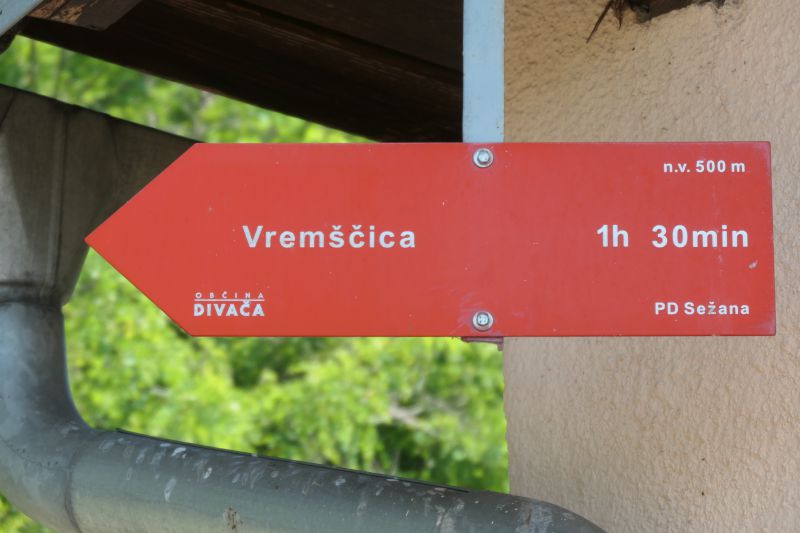 n.v. 500 m
Vremščica 1h 30min
OBČINA
DIVAČA
PD Sežana